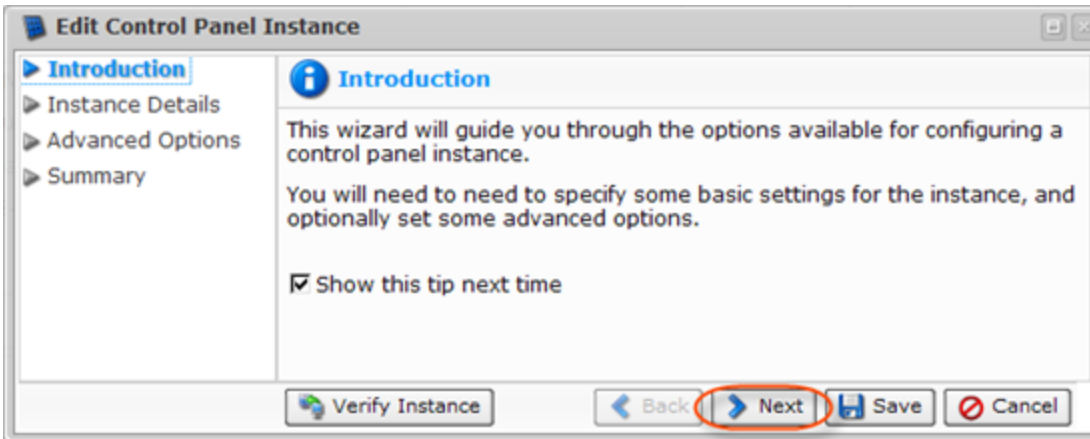 Edit Control Panel Instance
Introduction
Instance Details
Advanced Options
Summary
Introduction
This wizard will guide you through the options available for configuring a
control panel instance.
You will need to need to specify some basic settings for the instance, and
optionally set some advanced options.
Show this tip next time
Verify Instance
Back
Next
Save
Cancel